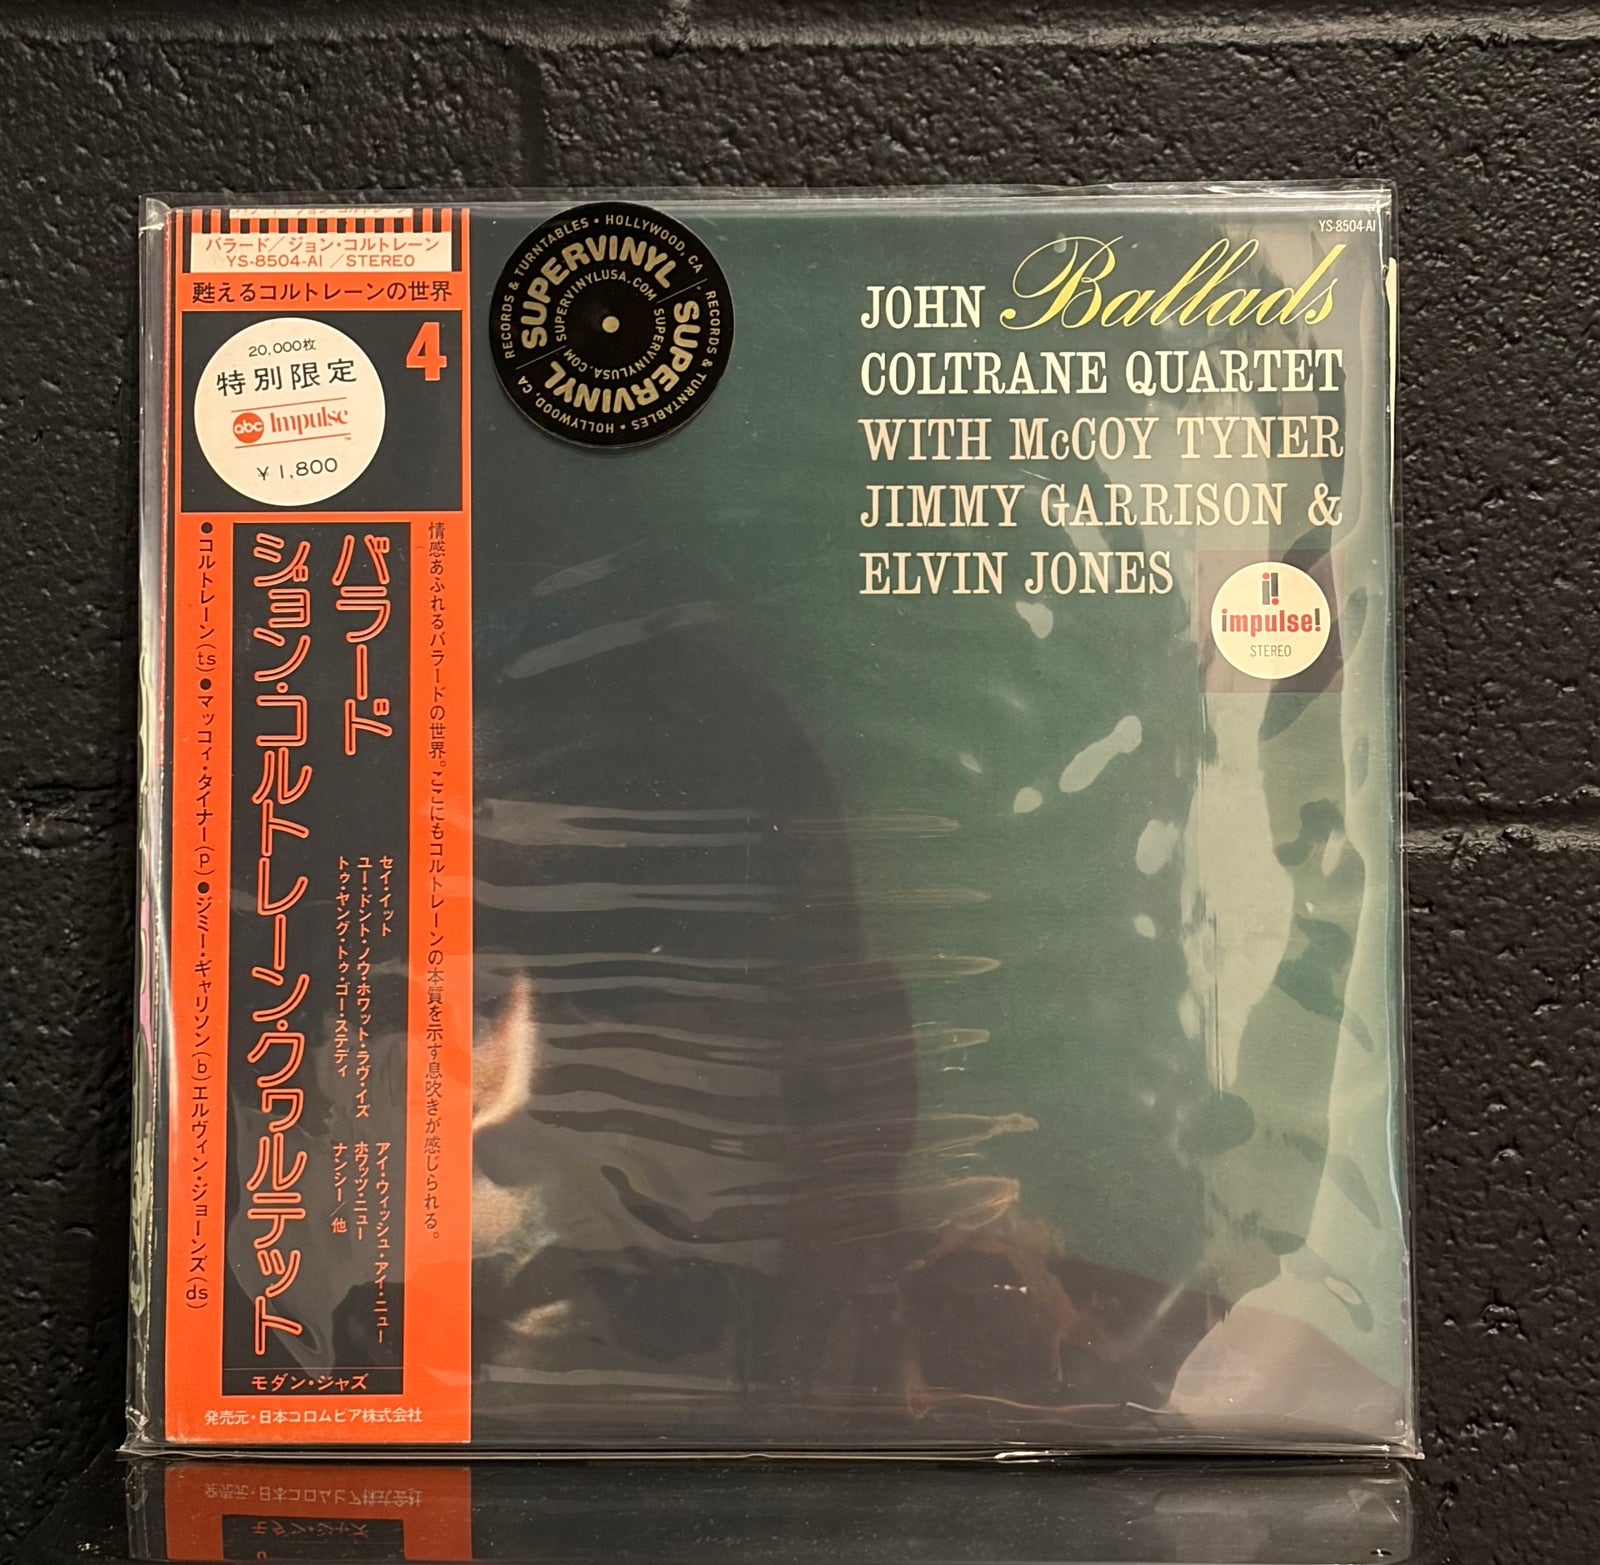 バラード／ジョン・コルトレーン
YS-8504-AI／STEREO
甦えるコルトレーンの世界
4
20,000枚
特別限定
abc Impulse
TM
¥1,800
情感あふれるバラードの世界。ここにもコルトレーンの本質を示す息吹きが感じられる。
バラード
ジョン・コルトレーン・クヮルテット
セイ・イット
ユー・ドント・ノウ・ホワット・ラヴ・イズ
トゥ・ヤング・トゥ・ゴー・ステディ
アイ・ウィッシュ・アイ・ニュー
ホワッツ・ニュー
ナンシー／他
●コルトレーン(ts)●マッコィ・タイナー(p)●ジミー・ギャリソン(b)エルヴィン・ジョーンズ(ds)
モダン・ジャズ
発売元・日本コロムビア株式会社
RECORDS & TURNTABLES • HOLLYWOOD, CA
RECORDS & TURNTABLES • HOLLYWOOD, CA
SUPERVINYL SUPERVINYL
SUPERVINYLUSA.COM SUPERVINYLUSA.COM
YS-8504-AI
JOHN Ballads
COLTRANE QUARTET
WITH McCOY TYNER
JIMMY GARRISON &
ELVIN JONES
i!
impulse!
STEREO